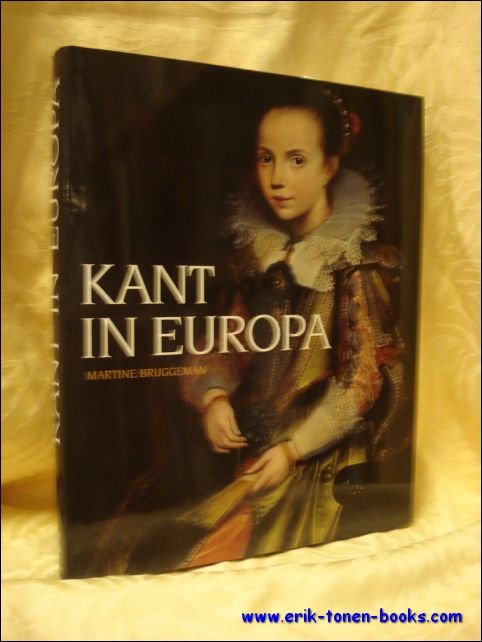 KANT IN EUROPA
KANT
IN EUROPA
MARTINE BRUGGEMAN
www.erik-tonen-books.com